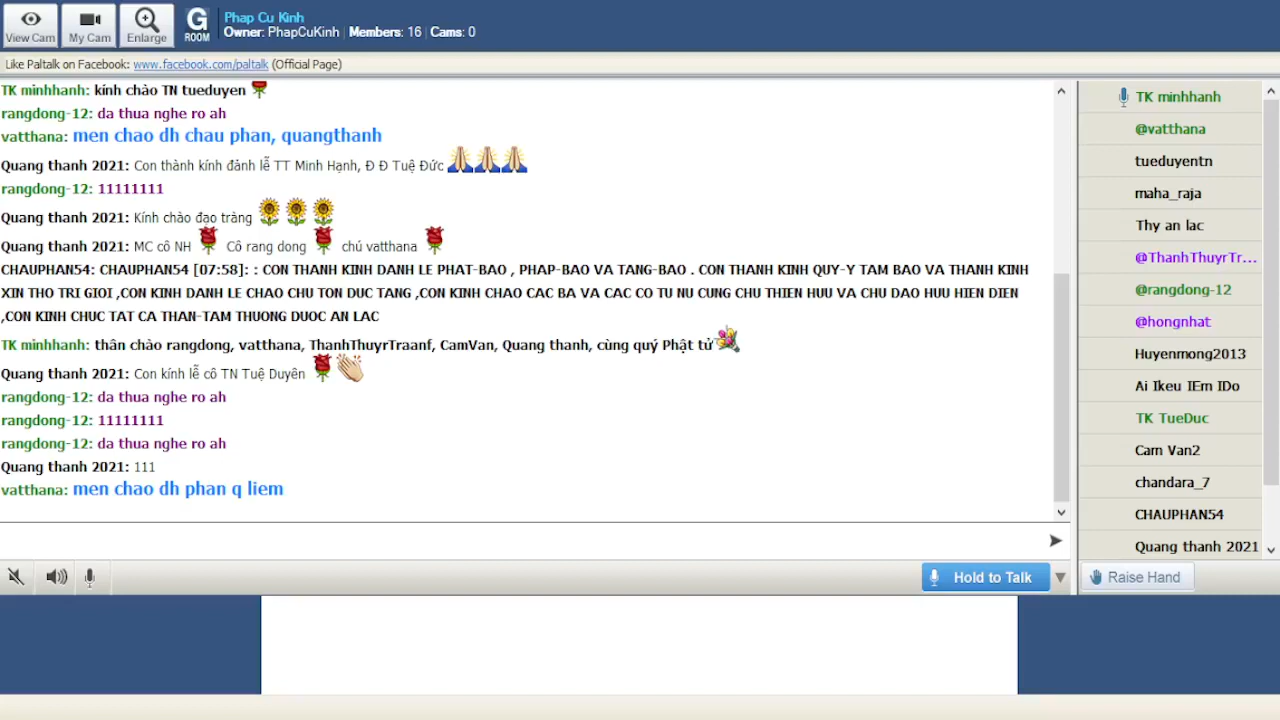 View Cam
My Cam
Enlarge
G
ROOM
Phap Cu Kinh
Owner: PhapCuKinh | Members: 16 | Cams: 0
Like Paltalk on Facebook: www.facebook.com/paltalk (Official Page)
TK minhhanh: kính chào TN tueduyen
rangdong-12: da thua nghe ro ah
vatthana: men chao dh chau phan, quangthanh
Quang thanh 2021: Con thành kính đảnh lễ TT Minh Hạnh, Đ Đ Tuệ Đức
rangdong-12: 11111111
Quang thanh 2021: Kính chào đạo tràng
Quang thanh 2021: MC cô NH Cô rang dong chú vatthana
CHAUPHAN54: CHAUPHAN54 [07:58]: : CON THANH KINH DANH LE PHAT-BAO , PHAP-BAO VA TANG-BAO . CON THANH KINH QUY-Y TAM BAO VA THANH KINH
XIN THO TRI GIOI ,CON KINH DANH LE CHAO CHU TON DUC TANG ,CON KINH CHAO CAC BA VA CAC CO TU NU CUNG CHU THIEN HUU VA CHU DAO HUU HIEN DIEN
,CON KINH CHUC TAT CA THAN-TAM THUONG DUOC AN LAC
TK minhhanh: thân chào rangdong, vatthana, ThanhThuyrTraanf, CamVan, Quang thanh, cùng quý Phật tử
Quang thanh 2021: Con kính lễ cô TN Tuệ Duyên
rangdong-12: da thua nghe ro ah
rangdong-12: 11111111
rangdong-12: da thua nghe ro ah
Quang thanh 2021: 111
vatthana: men chao dh phan q liem
Hold to Talk
TK minhhanh
@vatthana
tueduyentn
maha_raja
Thy an lac
@ThanhThuyrTr...
@rangdong-12
@hongnhat
Huyenmong2013
Ai Ikeu IEm IDo
TK TueDuc
Cam Van2
chandara_7
CHAUPHAN54
Quang thanh 2021
Raise Hand